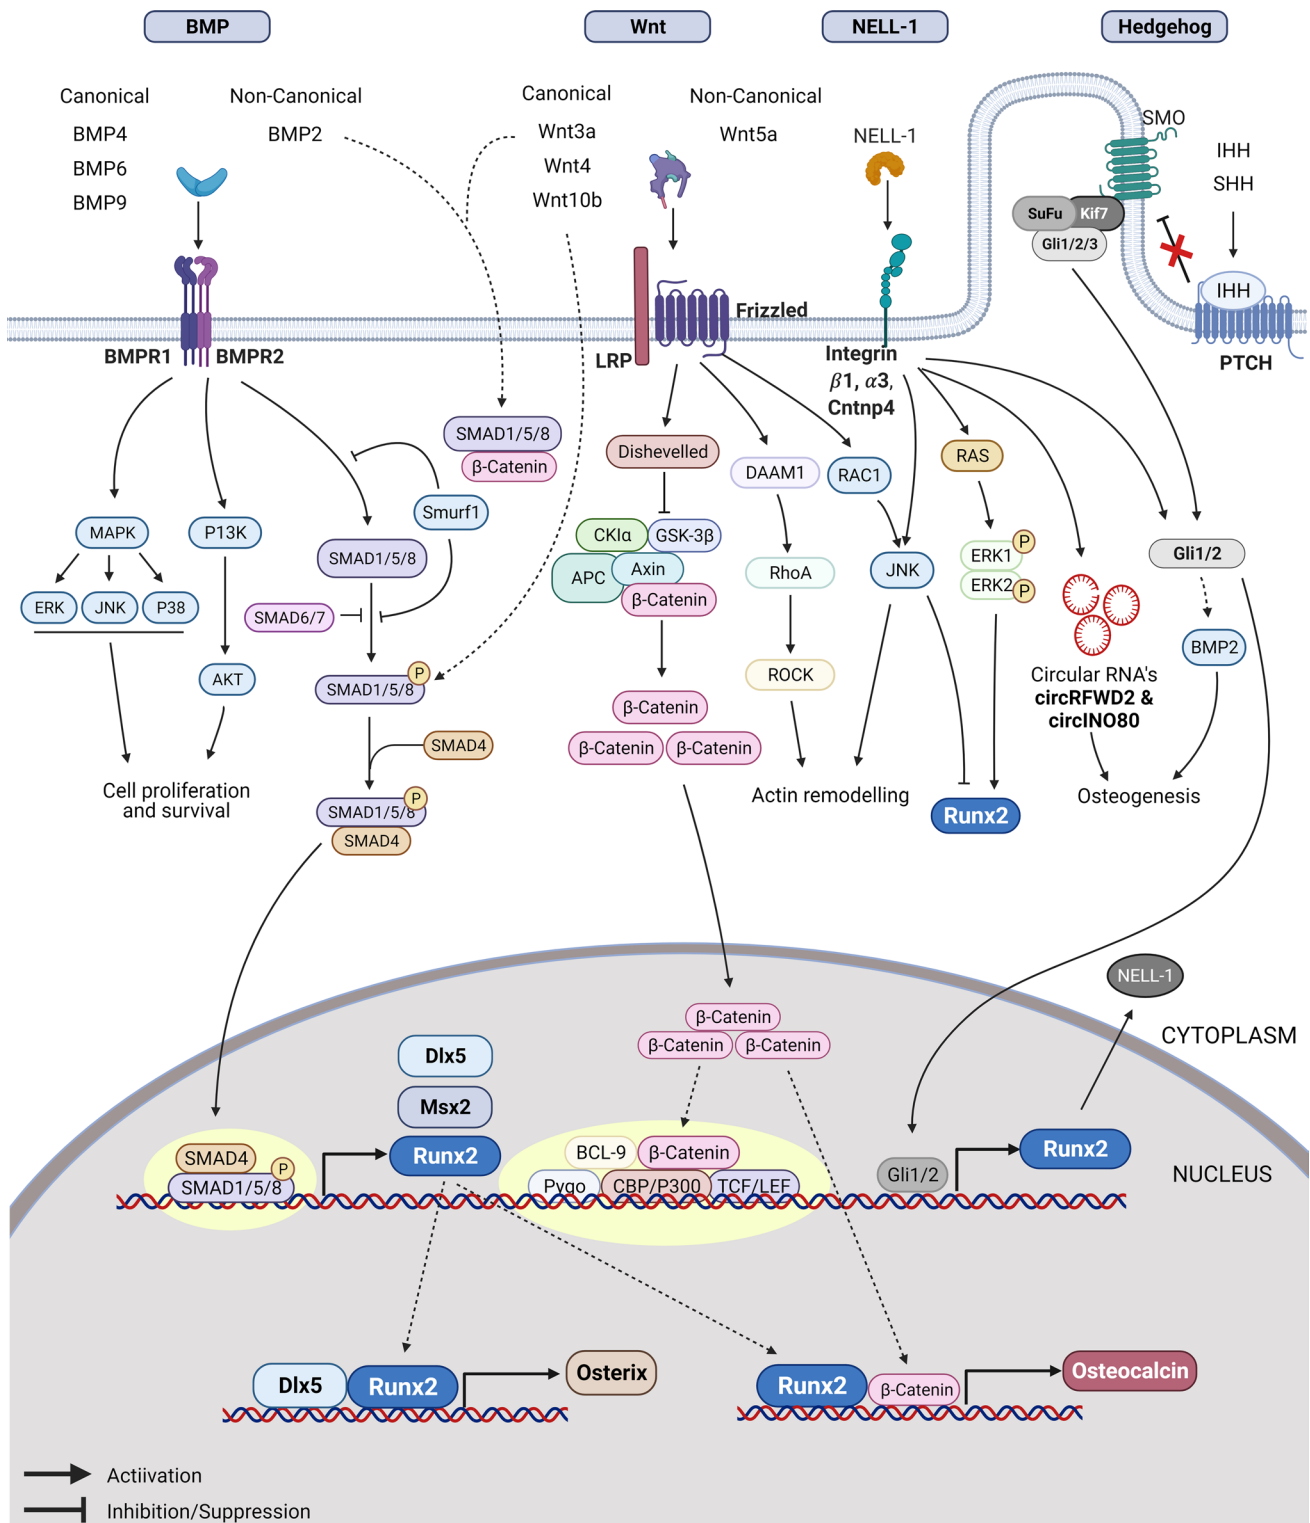 BMP
Wnt
NELL-1
Hedgehog
Canonical
BMP4
BMP6
BMP9
Non-Canonical
BMP2
Canonical
Wnt3a
Wnt4
Wnt10b
Non-Canonical
Wnt5a
NELL-1
SMO
IHH
SHH
SuFu
Kif7
Gli1/2/3
IHH
PTCH
BMPR1
BMPR2
LRP
Frizzled
Integrin
β1, α3,
Cntnp4
SMAD1/5/8
β-Catenin
Dishevelled
DAAM1
RAC1
RAS
MAPK
P13K
Smurf1
SMAD1/5/8
CKIα
GSK-3β
APC
Axin
β-Catenin
RhoA
JNK
ERK1
P
ERK2
P
Gli1/2
ERK
JNK
P38
SMAD6/7
BMP2
AKT
SMAD1/5/8
P
ROCK
Circular RNA's
circRFWD2 &
circINO80
β-Catenin
β-Catenin
β-Catenin
SMAD4
Cell proliferation
and survival
SMAD1/5/8
P
SMAD4
Actin remodelling
Runx2
Osteogenesis
NELL-1
CYTOPLASM
β-Catenin
β-Catenin
β-Catenin
Dlx5
Msx2
Runx2
SMAD4
P
SMAD1/5/8
BCL-9
β-Catenin
Pygo
CBP/P300
TCF/LEF
Gli1/2
Runx2
NUCLEUS
Dlx5
Runx2
Osterix
Runx2
β-Catenin
Osteocalcin
Actiivation
Inhibition/Suppression